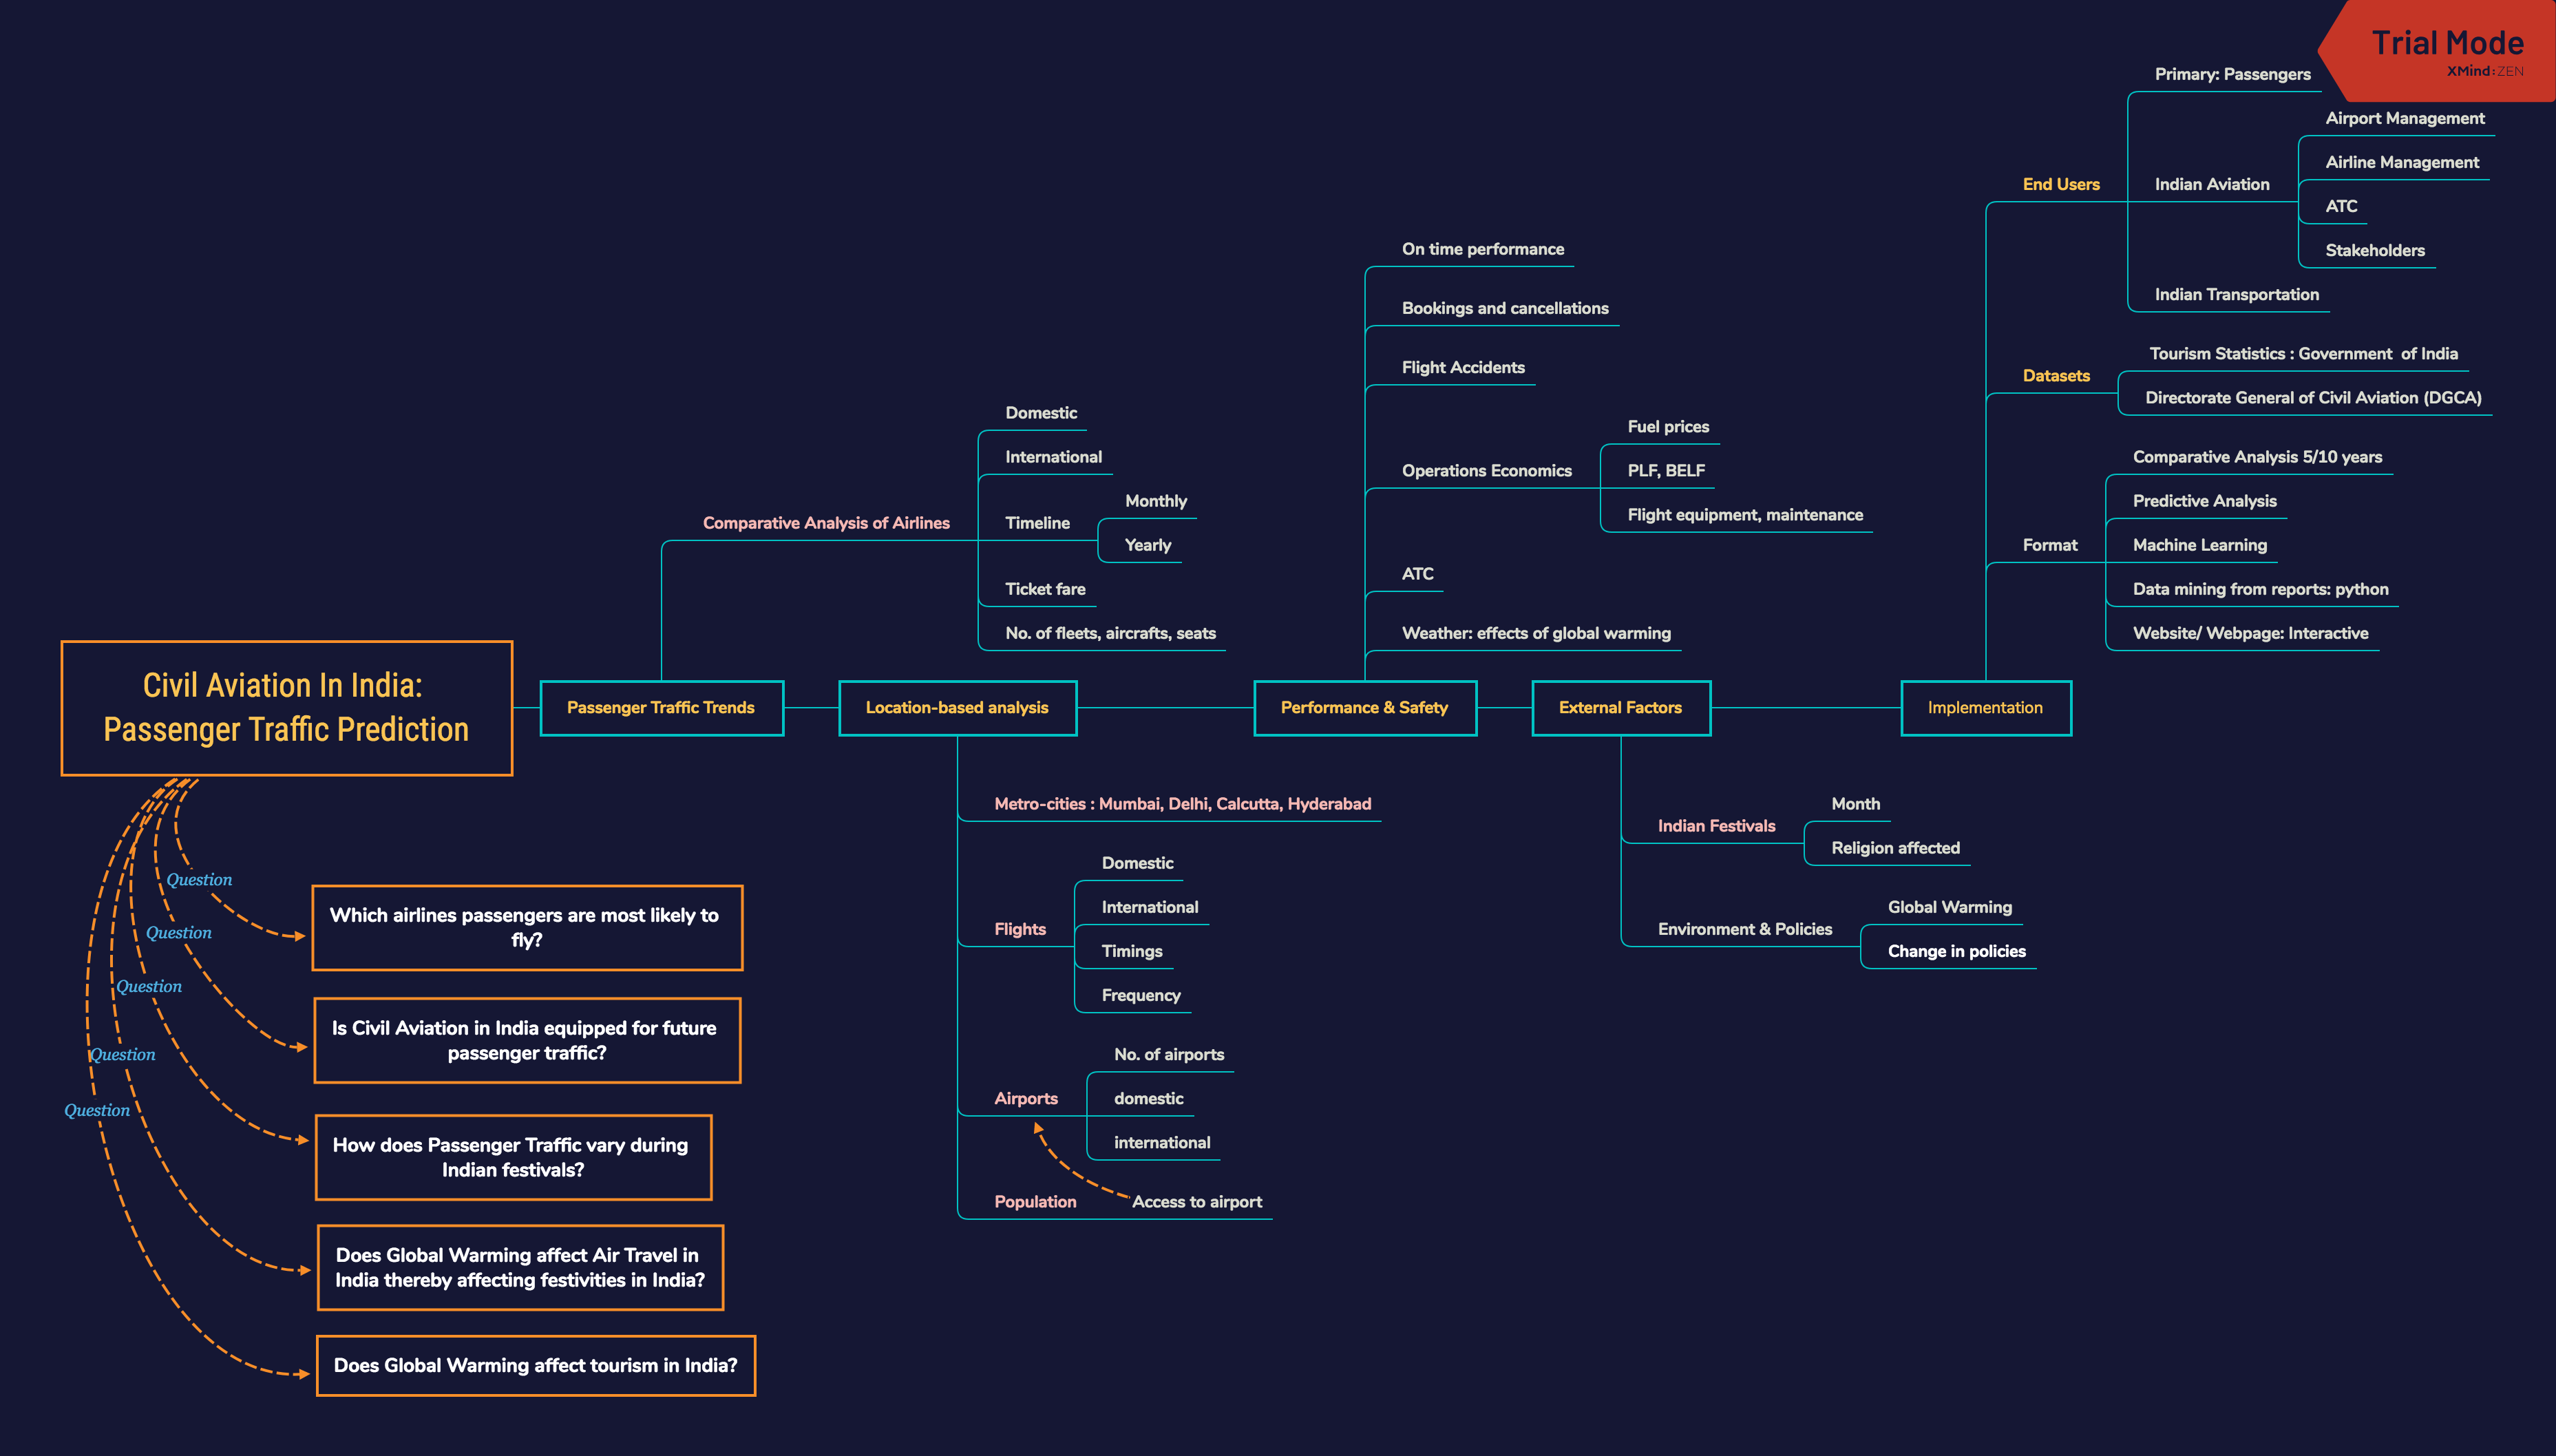 Trial Mode
XMind:ZEN
Civil Aviation In India:
Passenger Traffic Prediction
Question
Which airlines passengers are most likely to
fly?
Question
Is Civil Aviation in India equipped for future
passenger traffic?
Question
How does Passenger Traffic vary during
Indian festivals?
Question
Does Global Warming affect Air Travel in
India thereby affecting festivities in India?
Question
Does Global Warming affect tourism in India?
Passenger Traffic Trends
Comparative Analysis of Airlines
Domestic
International
Timeline
Monthly
Yearly
Ticket fare
No. of fleets, aircrafts, seats
Location-based analysis
Metro-cities : Mumbai, Delhi, Calcutta, Hyderabad
Flights
Domestic
International
Timings
Frequency
Airports
No. of airports
domestic
international
Population
Access to airport
Performance & Safety
On time performance
Bookings and cancellations
Flight Accidents
Operations Economics
Fuel prices
PLF, BELF
Flight equipment, maintenance
ATC
Weather: effects of global warming
External Factors
Indian Festivals
Month
Religion affected
Environment & Policies
Global Warming
Change in policies
Implementation
End Users
Primary: Passengers
Indian Aviation
Airport Management
Airline Management
ATC
Stakeholders
Indian Transportation
Datasets
Tourism Statistics : Government  of India
Directorate General of Civil Aviation (DGCA)
Format
Comparative Analysis 5/10 years
Predictive Analysis
Machine Learning
Data mining from reports: python
Website/ Webpage: Interactive